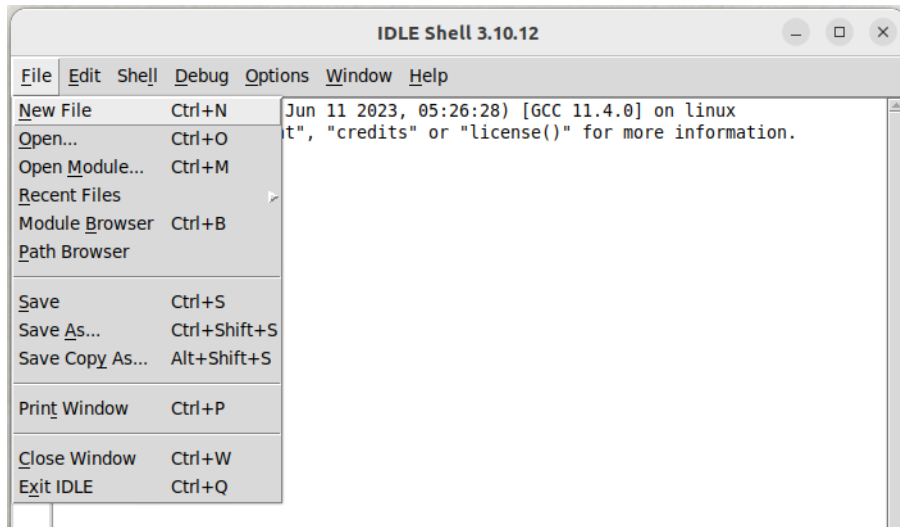 IDLE Shell 3.10.12
File Edit Shell Debug Options Window Help
New File Ctrl+N Jun 11 2023, 05:26:28) [GCC 11.4.0] on linux
Open... Ctrl+O t", "credits" or "license()" for more information.
Open Module... Ctrl+M
Recent Files
Module Browser Ctrl+B
Path Browser
Save Ctrl+S
Save As... Ctrl+Shift+S
Save Copy As... Alt+Shift+S
Print Window Ctrl+P
Close Window Ctrl+W
Exit IDLE Ctrl+Q